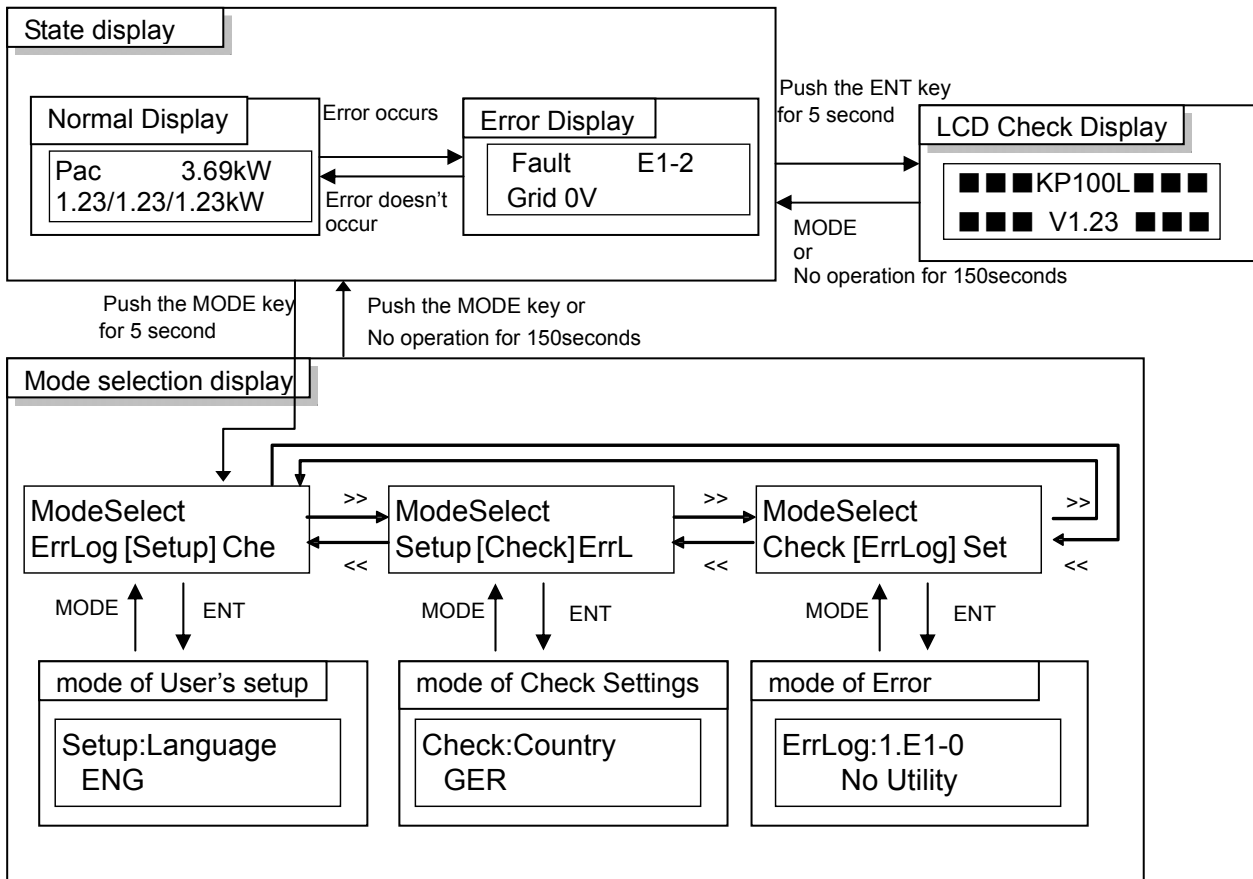 State display
Normal Display
Pac 3.69kW
1.23/1.23/1.23kW
Error occurs
Error doesn't
occur
Error Display
Fault E1-2
Grid 0V
Push the ENT key
for 5 second
MODE
or
No operation for 150seconds
LCD Check Display
■■■KP100L■■■
■■■ V1.23 ■■■
Push the MODE key
for 5 second
Push the MODE key or
No operation for 150seconds
Mode selection display
ModeSelect
ErrLog [Setup] Che
>>
<<
ModeSelect
Setup [Check]ErrL
>>
<<
ModeSelect
Check [ErrLog] Set
>>
<<
MODE
ENT
MODE
ENT
MODE
ENT
mode of User's setup
Setup:Language
ENG
mode of Check Settings
Check:Country
GER
mode of Error
ErrLog:1.E1-0
No Utility